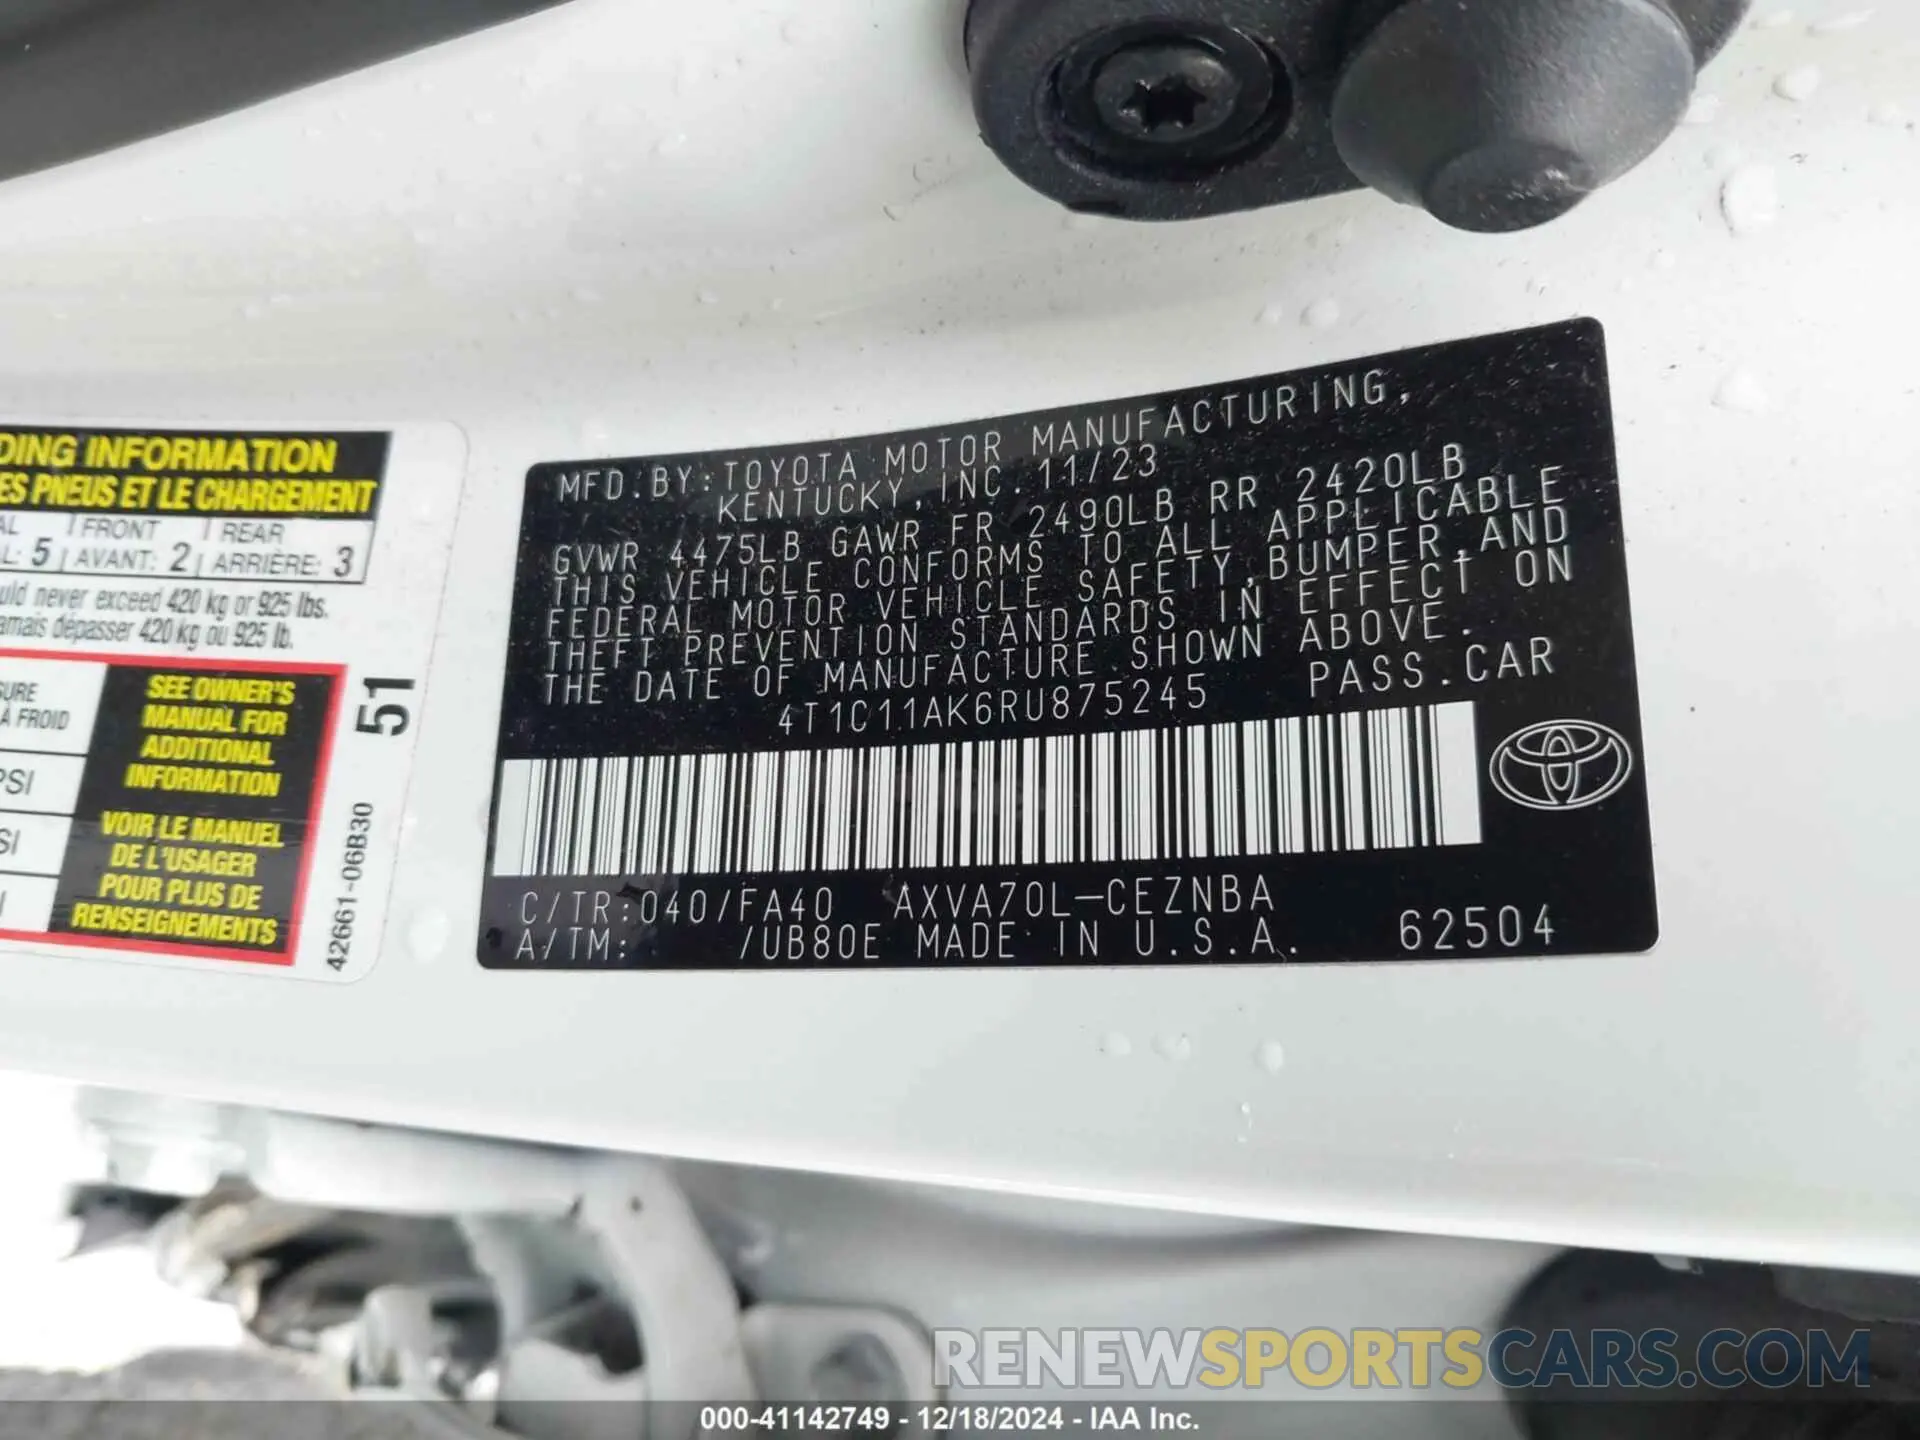 DING INFORMATION
ES PNEUS ET LE CHARGEMENT
FRONT REAR
L: 5 AVANT: 2 ARRIÈRE: 3
uld never exceed 420 kg or 925 lbs.
amais dépasser 420 kg ou 925 lb.
SURE
À FROID
PSI
SI
SEE OWNER'S
MANUAL FOR
ADDITIONAL
INFORMATION
VOIR LE MANUEL
DE L'USAGER
POUR PLUS DE
RENSEIGNEMENTS
51
42661-06B30
MFD.BY:TOYOTA MOTOR MANUFACTURING,
KENTUCKY, INC. 11/23
GVWR 4475LB GAWR FR 2490LB RR 2420LB
THIS VEHICLE CONFORMS TO ALL APPLICABLE
FEDERAL MOTOR VEHICLE SAFETY, BUMPER, AND
THEFT PREVENTION STANDARDS IN EFFECT ON
THE DATE OF MANUFACTURE SHOWN ABOVE.
4T1C11AK6RU875245 PASS.CAR
C/TR:040/FA40 AXVA70L-CEZNBA
A/TM: /UB80E MADE IN U.S.A. 62504
RENEWSPORTSCARS.COM
000-41142749 - 12/18/2024 - IAA Inc.